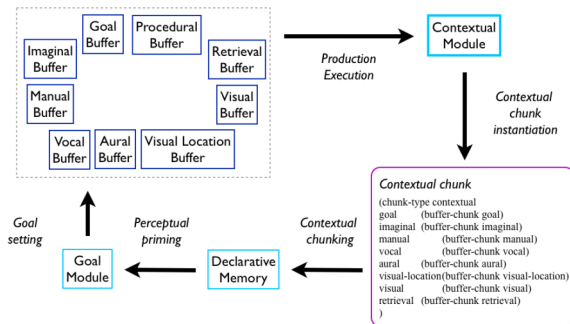 Goal
Buffer
Procedural
Buffer
Imaginal
Buffer
Retrieval
Buffer
Manual
Buffer
Visual
Buffer
Vocal
Buffer
Aural
Buffer
Visual Location
Buffer
Production
Execution
Contextual
Module
Contextual
chunk
instantiation
Contextual chunk
(chunk-type contextual
goal (buffer-chunk goal)
imaginal (buffer-chunk imaginal)
manual (buffer-chunk manual)
vocal (buffer-chunk vocal)
aural (buffer-chunk aural)
visual-location(buffer-chunk visual-location)
visual (buffer-chunk visual)
retrieval (buffer-chunk retrieval)
)
Contextual
chunking
Declarative
Memory
Perceptual
priming
Goal
Module
Goal
setting